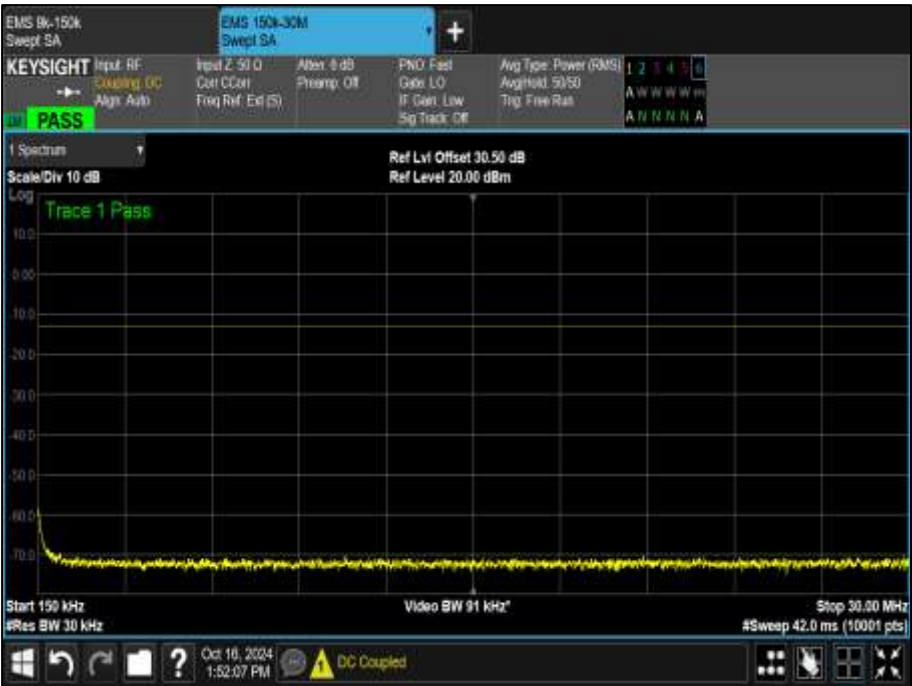 EMS 9k-150k
Swept SA
EMS 150k-30M
Swept SA
KEYSIGHT
Input: RF
Coupling: DC
Align: Auto
Input Z: 50 Ω
Corr CCorr
Freq Ref: Ext (S)
Atten: 6 dB
Preamp: Off
PNO: Fast
Gate: LO
IF Gain: Low
Sig Track: Off
Avg Type: Power (RMS)
Avg|Hold: 50/50
Trig: Free Run
1 2 3 4 5 6
A W W W W
A N N N N A
PASS
1 Spectrum
Scale/Div 10 dB
Ref Lvl Offset 30.50 dB
Ref Level 20.00 dBm
Log
Trace 1 Pass
10.0
0.00
-10.0
-20.0
-30.0
-40.0
-50.0
-60.0
-70.0
Start 150 kHz
#Res BW 30 kHz
Video BW 91 kHz*
Stop 30.00 MHz
#Sweep 42.0 ms (10001 pts)
?
Oct 16, 2024
1:52:07 PM
DC Coupled